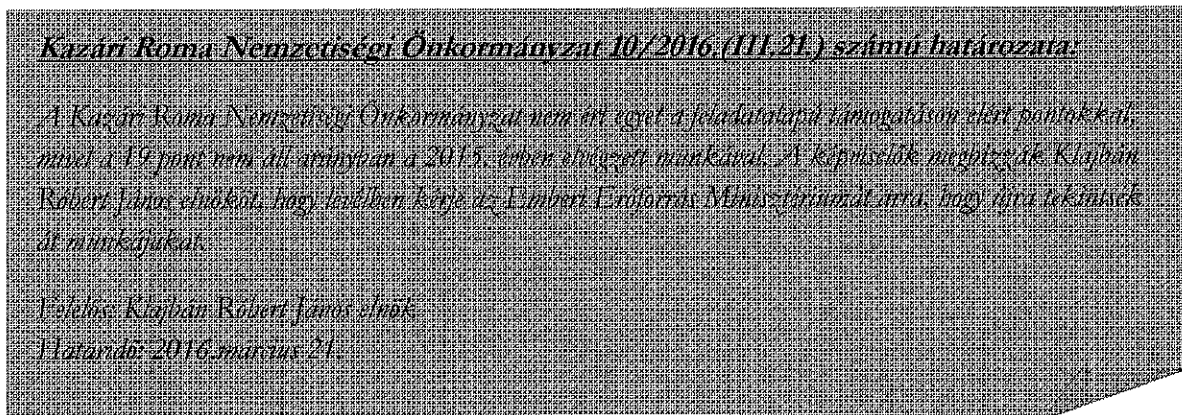 Kazári Roma Nemzetiségi Önkormányzat 10/2016.(III.21.) számú határozata:
A Kazári Roma Nemzetiségi Önkormányzat nem ért egyet a feladatalapú támogatáson elért pontokkal,
mivel a 19 pont nem áll arányban a 2015. évben elvégzett munkával. A képviselők megbízzák Klajbán
Róbert János elnököt, hogy levélben kérje az Emberi Erőforrás Minisztériumát arra, hogy újra tekintsék
át munkájukat.
Felelős: Klajbán Róbert János elnök
Határidő: 2016.március 21.